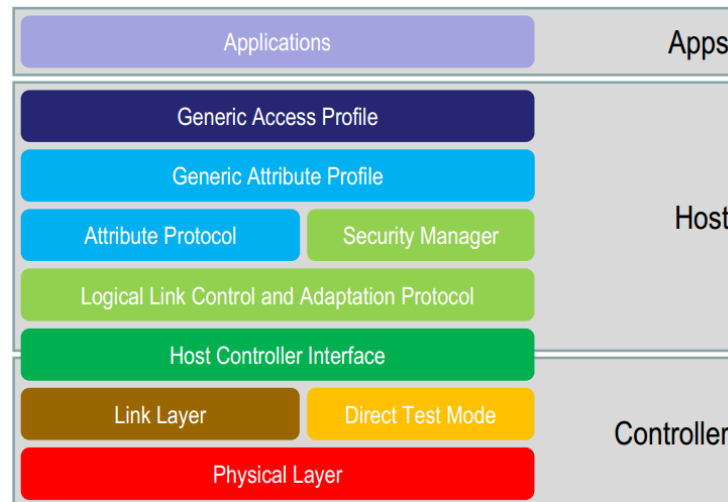 Applications
Apps
Generic Access Profile
Generic Attribute Profile
Attribute Protocol
Security Manager
Host
Logical Link Control and Adaptation Protocol
Host Controller Interface
Link Layer
Direct Test Mode
Controller
Physical Layer